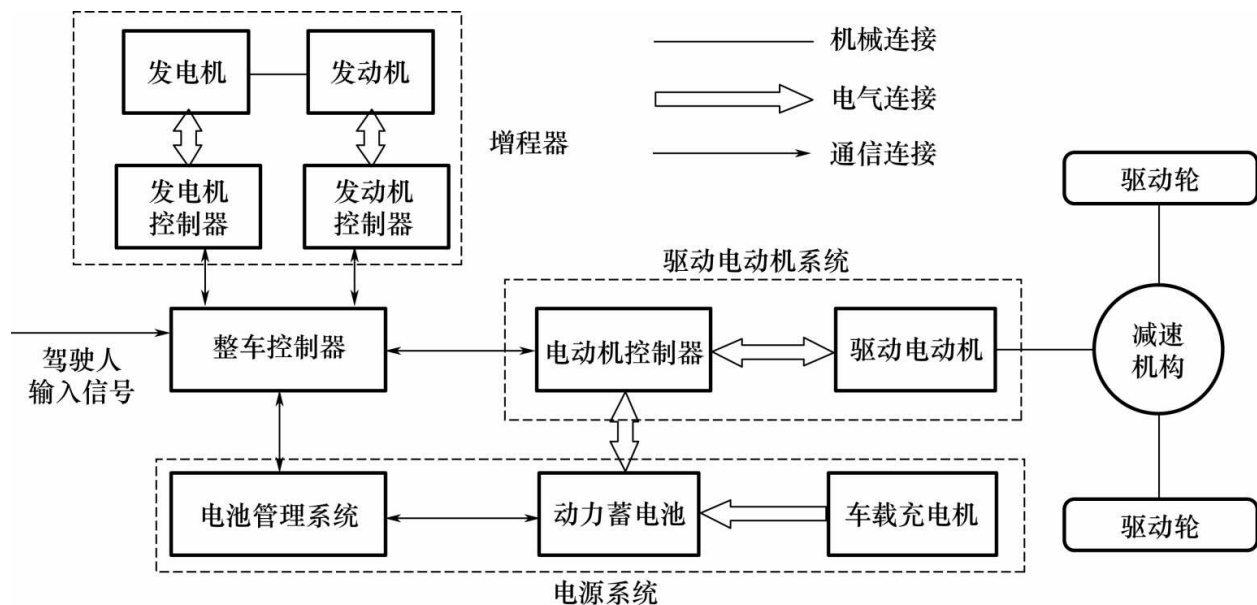 发电机
发动机
机械连接
电气连接
增程器
通信连接
发电机
控制器
发动机
控制器
驱动轮
驱动电动机系统
整车控制器
电动机控制器
驱动电动机
减速
机构
驾驶人
输入信号
电池管理系统
动力蓄电池
车载充电机
驱动轮
电源系统